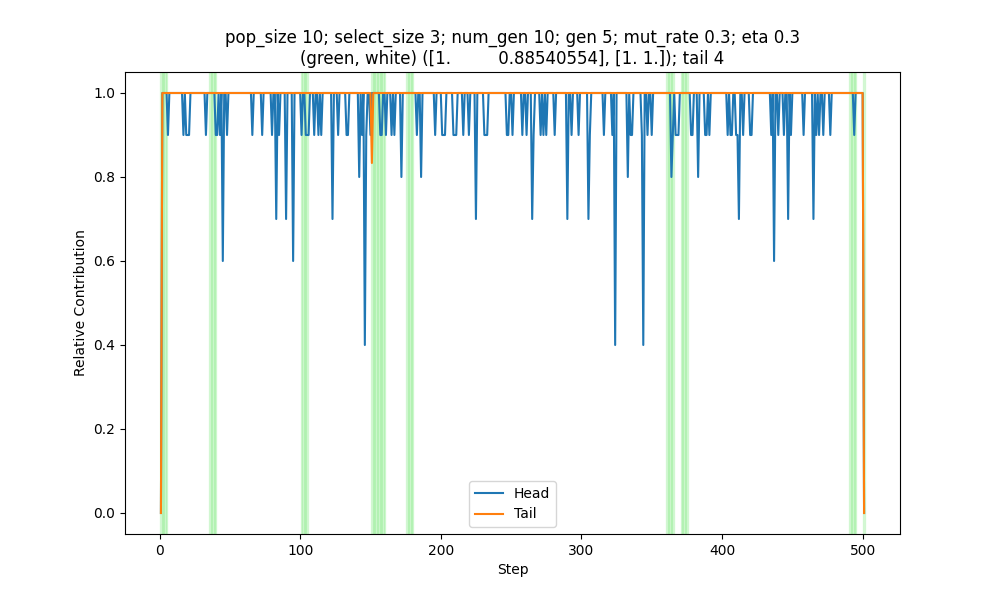 pop_size 10; select_size 3; num_gen 10; gen 5; mut_rate 0.3; eta 0.3
(green, white) ([1.         0.88540554], [1. 1.]); tail 4
1.0
0.8
0.6
0.4
0.2
0.0
Relative Contribution
Head
Tail
0 100 200 300 400 500
Step